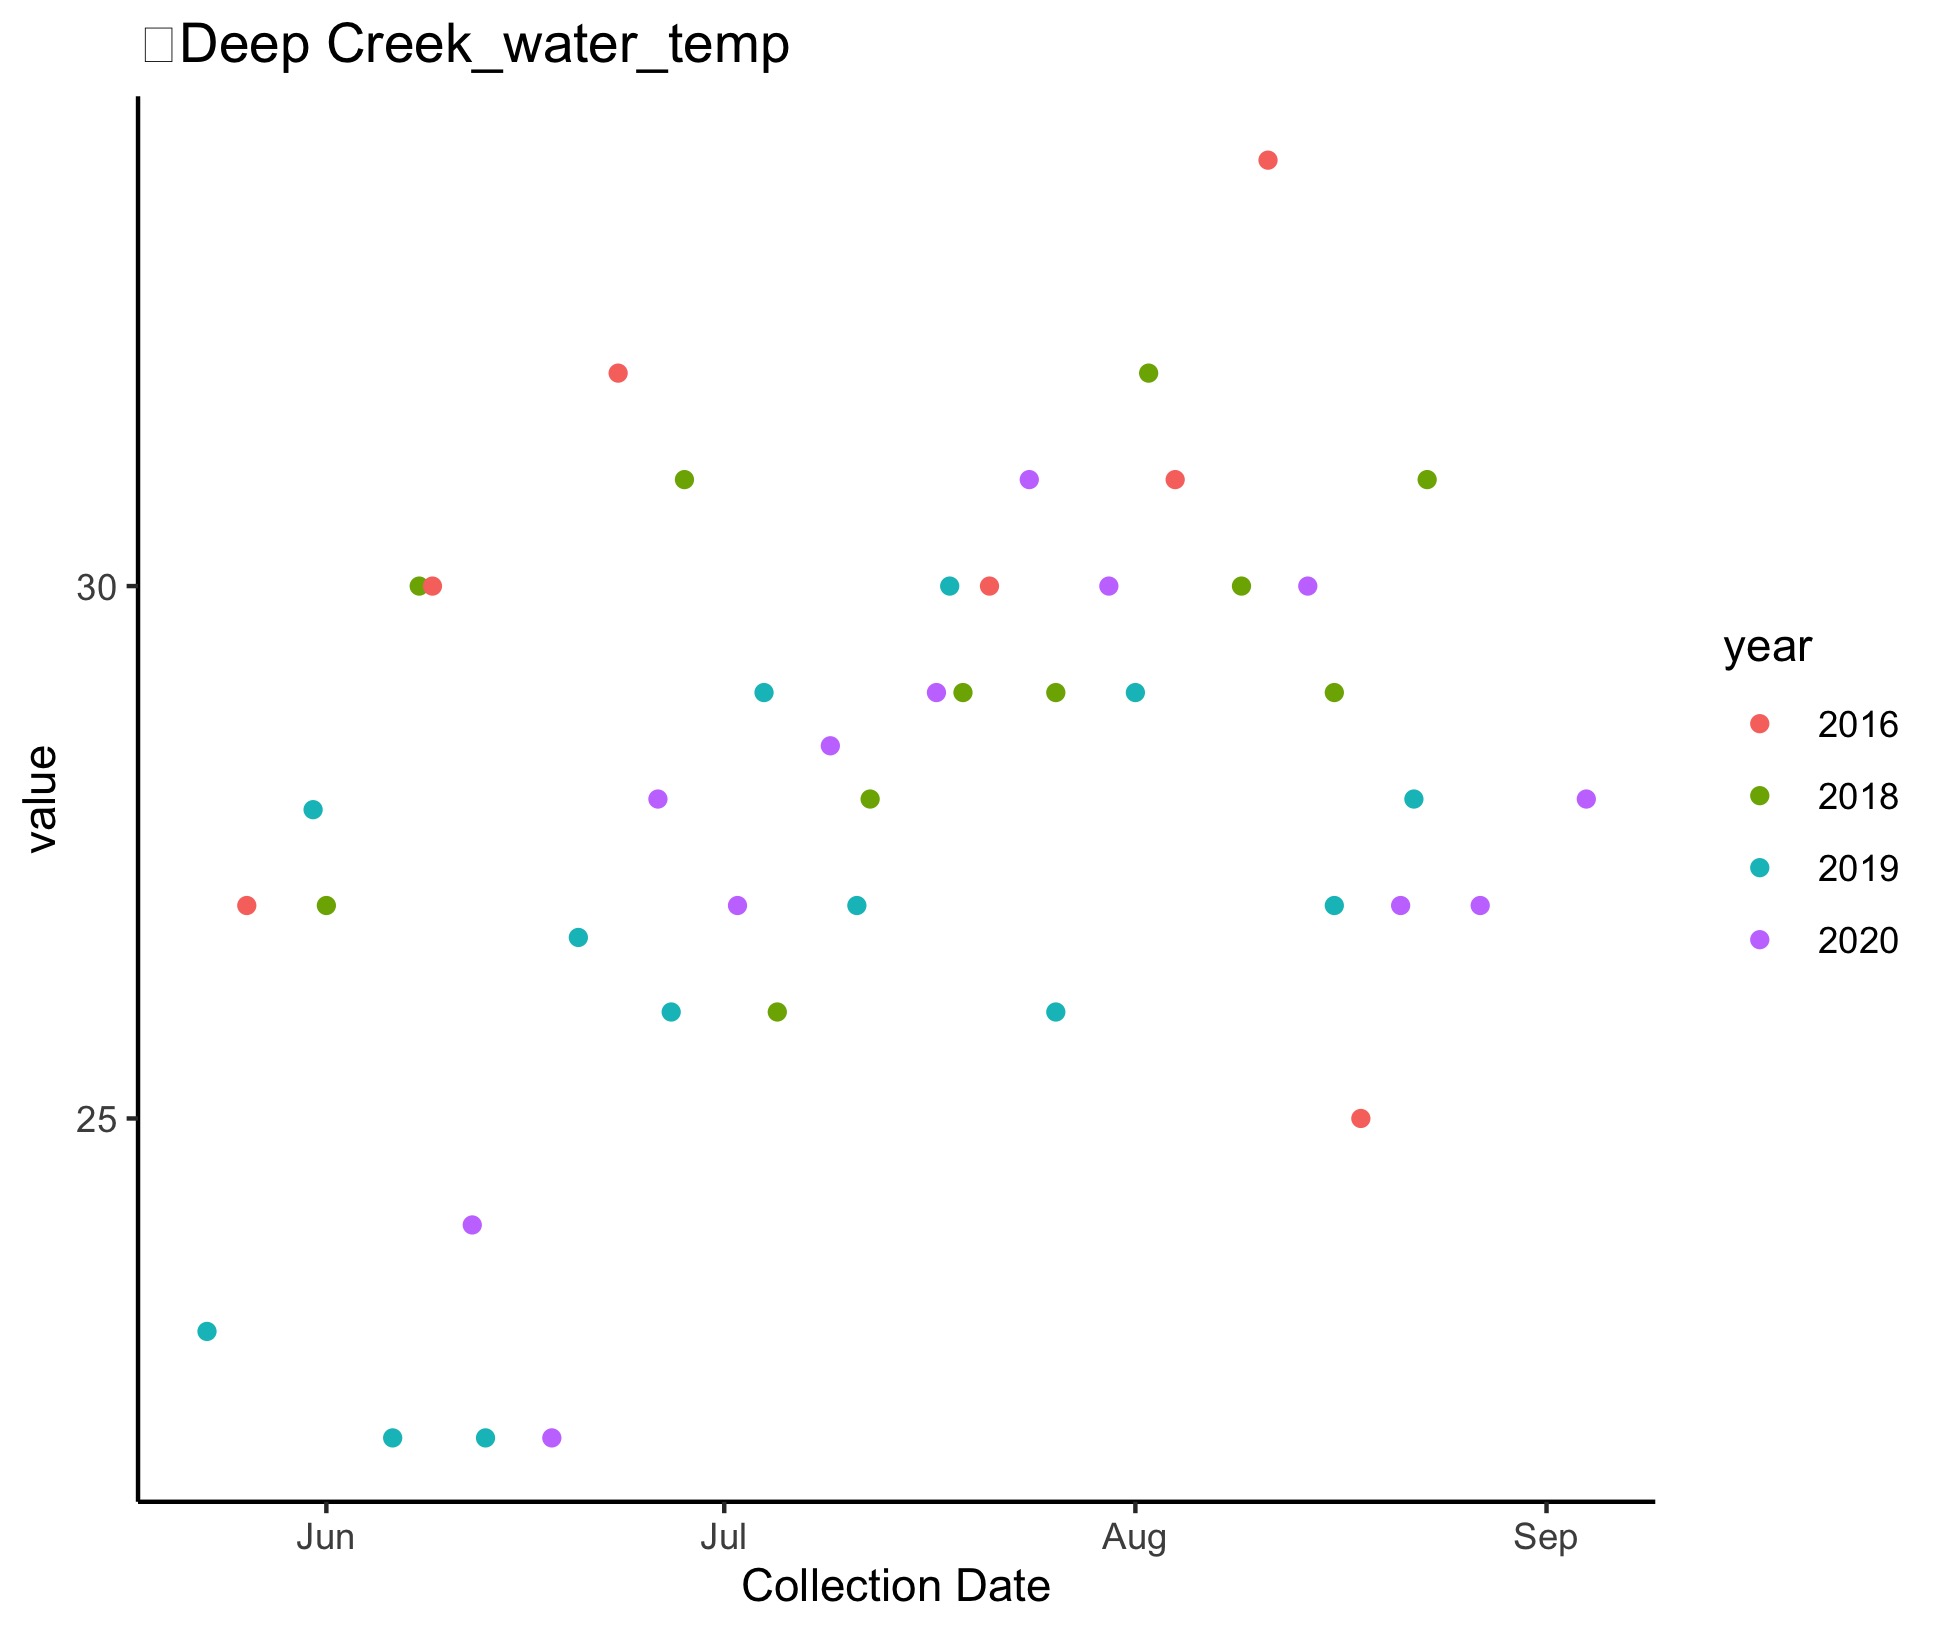 Deep Creek_water_temp
30
25
value
Jun Jul Aug Sep
Collection Date
year
2016
2018
2019
2020